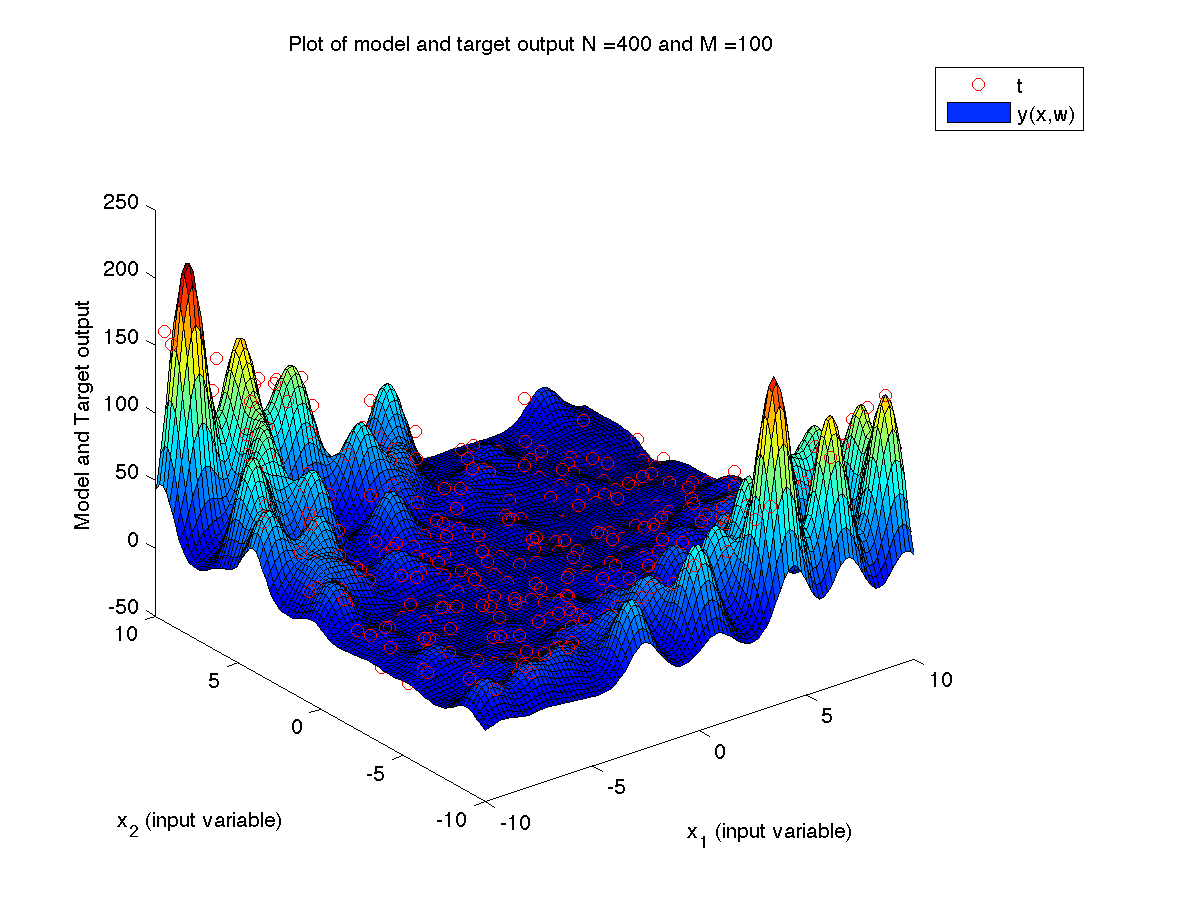 Plot of model and target output N =400 and M =100
t
y(x,w)
250
200
150
100
50
0
-50
Model and Target output
10
5
0
-5
-10
x2 (input variable)
-10
-5
0
5
10
x1 (input variable)